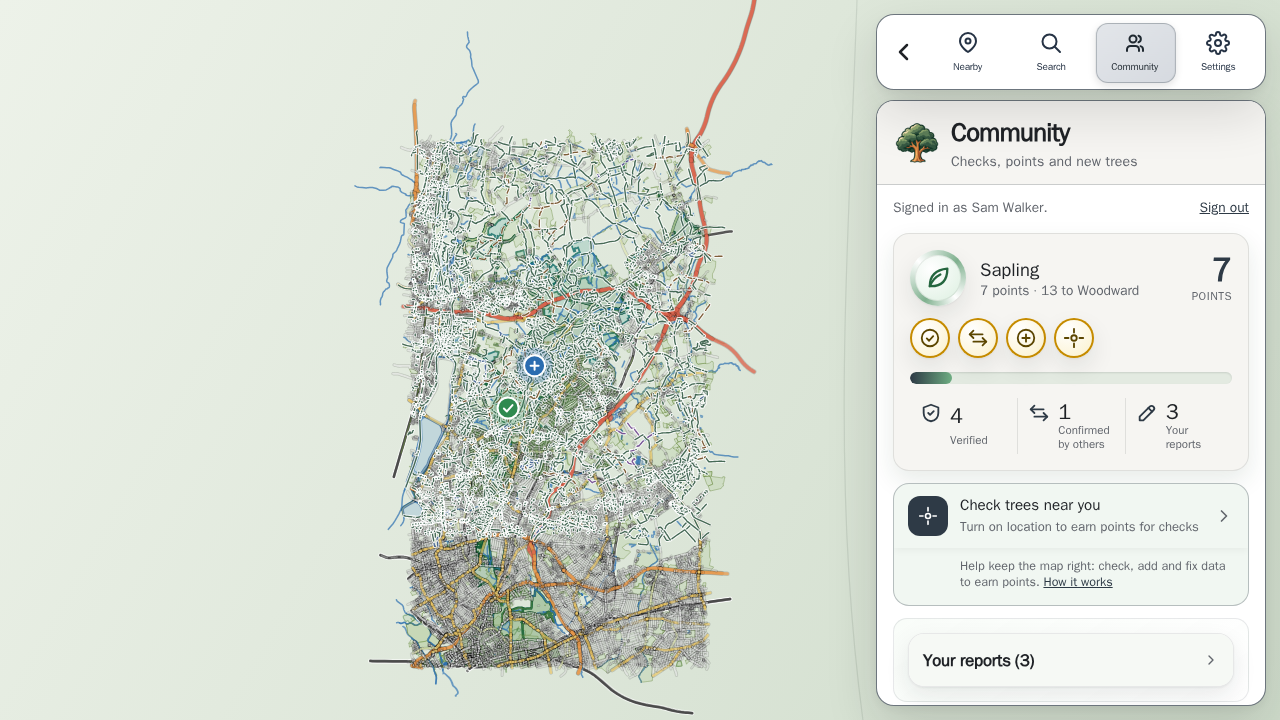 Nearby
Search
Community
Settings
Community
Checks, points and new trees
Signed in as Sam Walker.
Sign out
Sapling
7 points · 13 to Woodward
7
POINTS
4
Verified
1
Confirmed
by others
3
Your
reports
Check trees near you
Turn on location to earn points for checks
Help keep the map right: check, add and fix data
to earn points. How it works
Your reports (3)